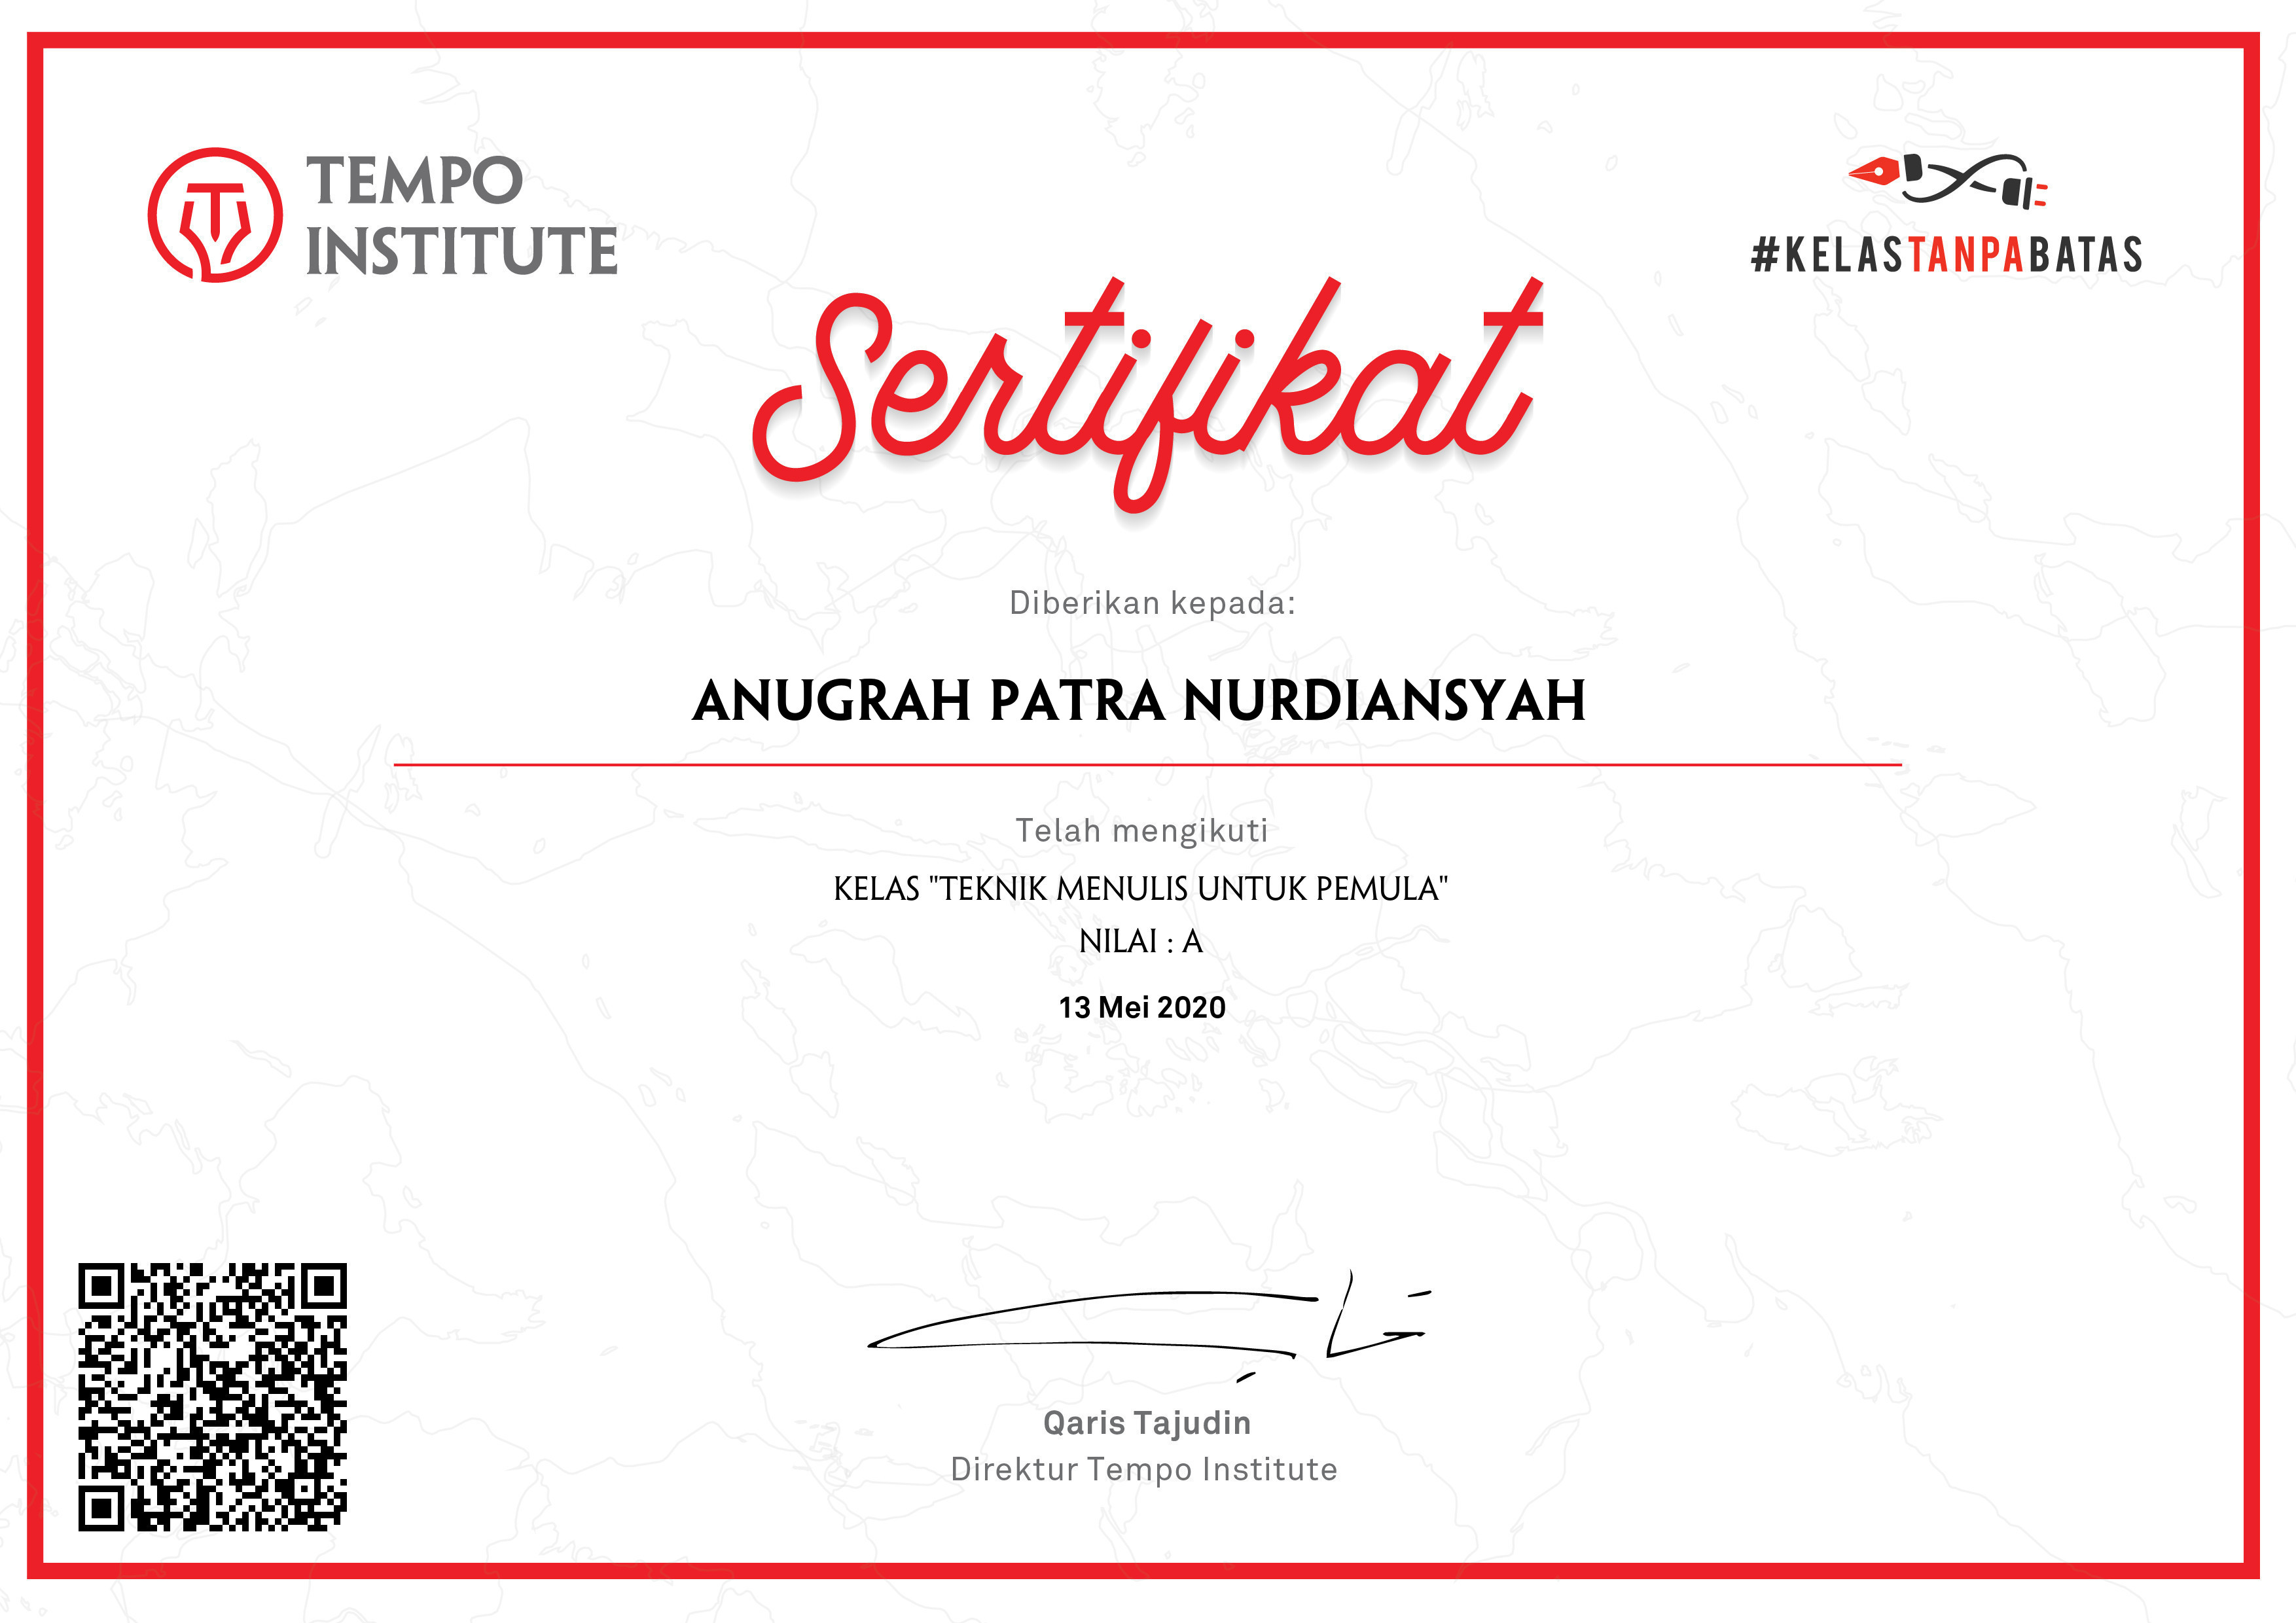 TEMPO
INSTITUTE
#KELASTANPABATAS
Sertifikat
Diberikan kepada:
ANUGRAH PATRA NURDIANSYAH
Telah mengikuti
KELAS "TEKNIK MENULIS UNTUK PEMULA"
NILAI : A
13 Mei 2020
Qaris Tajudin
Direktur Tempo Institute